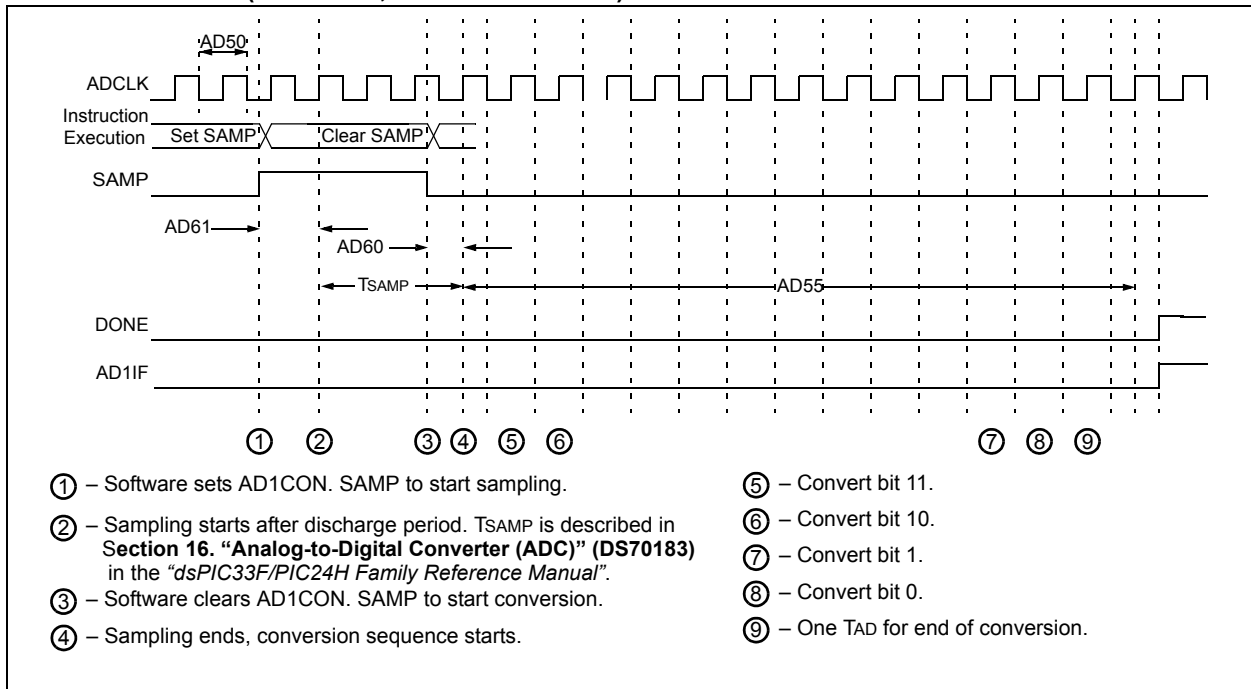 AD50
ADCLK
Instruction
Execution
Set SAMP
Clear SAMP
SAMP
AD61
AD60
TSAMP
AD55
DONE
AD1IF
1 2 3 4 5 6 7 8 9
1 – Software sets AD1CON. SAMP to start sampling.
2 – Sampling starts after discharge period. TSAMP is described in
Section 16. “Analog-to-Digital Converter (ADC)” (DS70183)
in the “dsPIC33F/PIC24H Family Reference Manual”.
3 – Software clears AD1CON. SAMP to start conversion.
4 – Sampling ends, conversion sequence starts.
5 – Convert bit 11.
6 – Convert bit 10.
7 – Convert bit 1.
8 – Convert bit 0.
9 – One TAD for end of conversion.